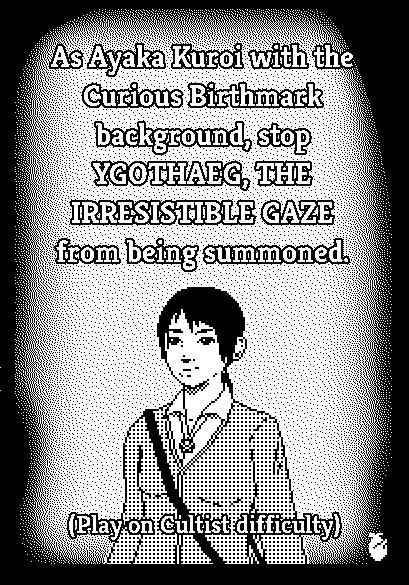 As Ayaka Kuroi with the
Curious Birthmark
background, stop
YGOTHAEG, THE
IRRESISTIBLE GAZE
from being summoned.
(Play on Cultist difficulty)